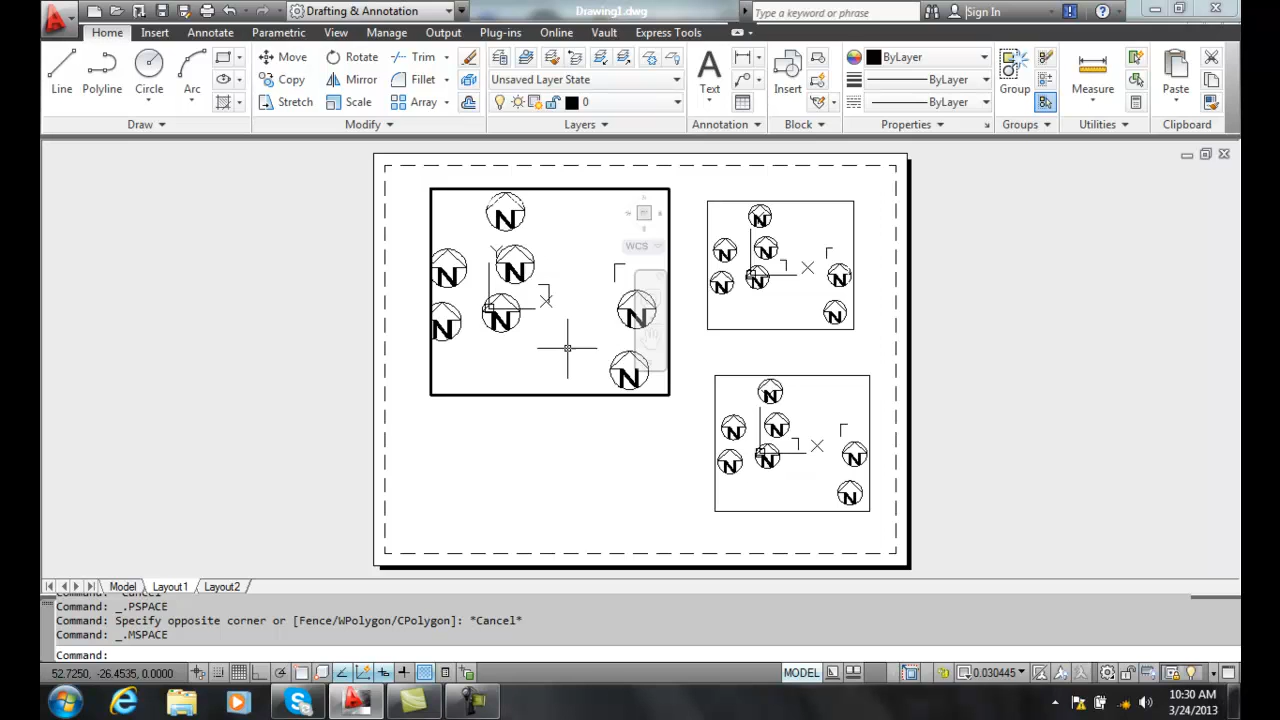 Drafting & Annotation
Drawing1.dwg
Type a keyword or phrase
Sign In
Home Insert Annotate Parametric View Manage Output Plug-ins Online Vault Express Tools
Line Polyline Circle Arc
Move Rotate Trim
Copy Mirror Fillet
Stretch Scale Array
Unsaved Layer State
0
Text
Insert
ByLayer
ByLayer
ByLayer
Group
Measure
Paste
Draw Modify Layers Annotation Block Properties Groups Utilities Clipboard
N
N
N
N
N
N
N
WCS
Y
X
N
N
N
N
N
N
N
X
N
N
N
N
N
N
N
X
Model Layout1 Layout2
Command: _.PSPACE
Command: Specify opposite corner or [Fence/WPolygon/CPolygon]: *Cancel*
Command: _.MSPACE
Command:
52.7250, -26.4535, 0.0000
MODEL
0.030445
10:30 AM
3/24/2013